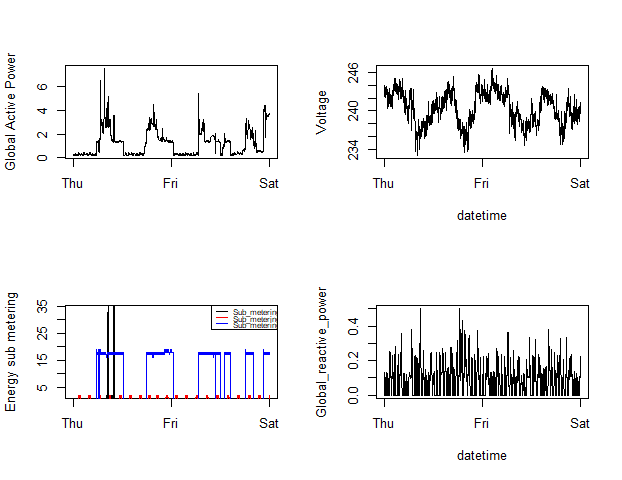 Global Active Power
0 2 4 6
Thu Fri Sat
Voltage
234 240 246
Thu Fri Sat
datetime
Energy sub metering
5 15 25 35
Sub_metering
Sub_metering
Sub_metering
Thu Fri Sat
Global_reactive_power
0.0 0.2 0.4
Thu Fri Sat
datetime